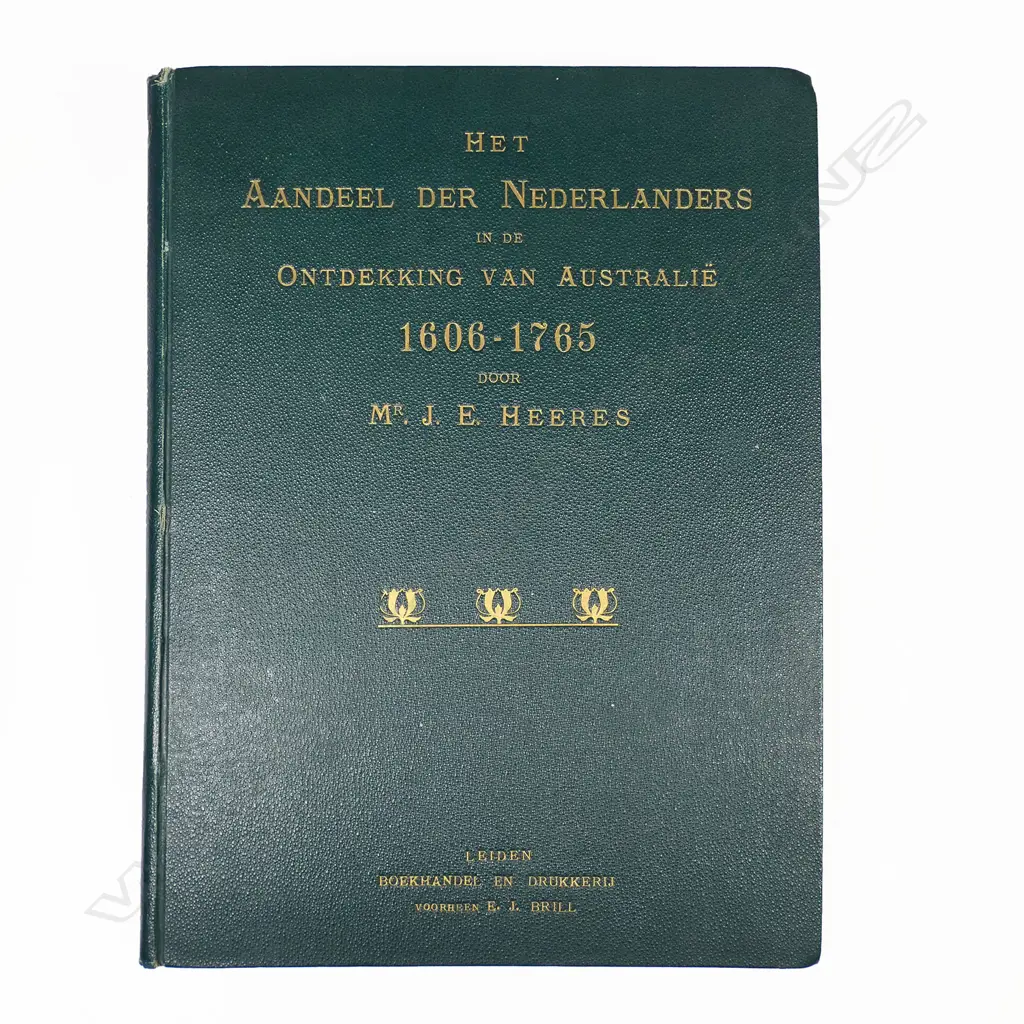 HET
AANDEEL DER NEDERLANDERS
IN DE
ONTDEKKING VAN AUSTRALIË
1606-1765
DOOR
MR. J. E. HEERES
LEIDEN
BOEKHANDEL EN DRUKKERIJ
VOORHEEN E. J. BRILL